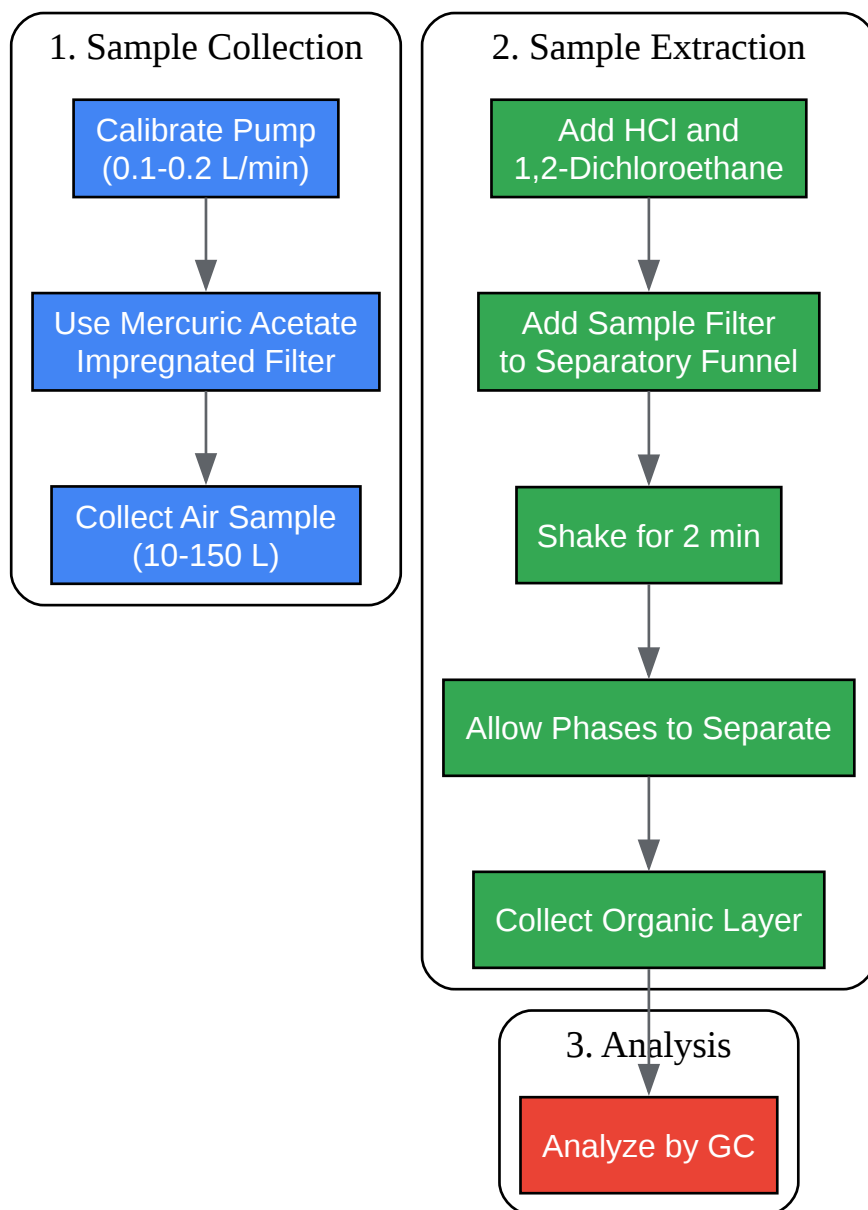 1. Sample Collection
Calibrate Pump
(0.1-0.2 L/min)
Use Mercuric Acetate
Impregnated Filter
Collect Air Sample
(10-150 L)
2. Sample Extraction
Add HCl and
1,2-Dichloroethane
Add Sample Filter
to Separatory Funnel
Shake for 2 min
Allow Phases to Separate
Collect Organic Layer
3. Analysis
Analyze by GC